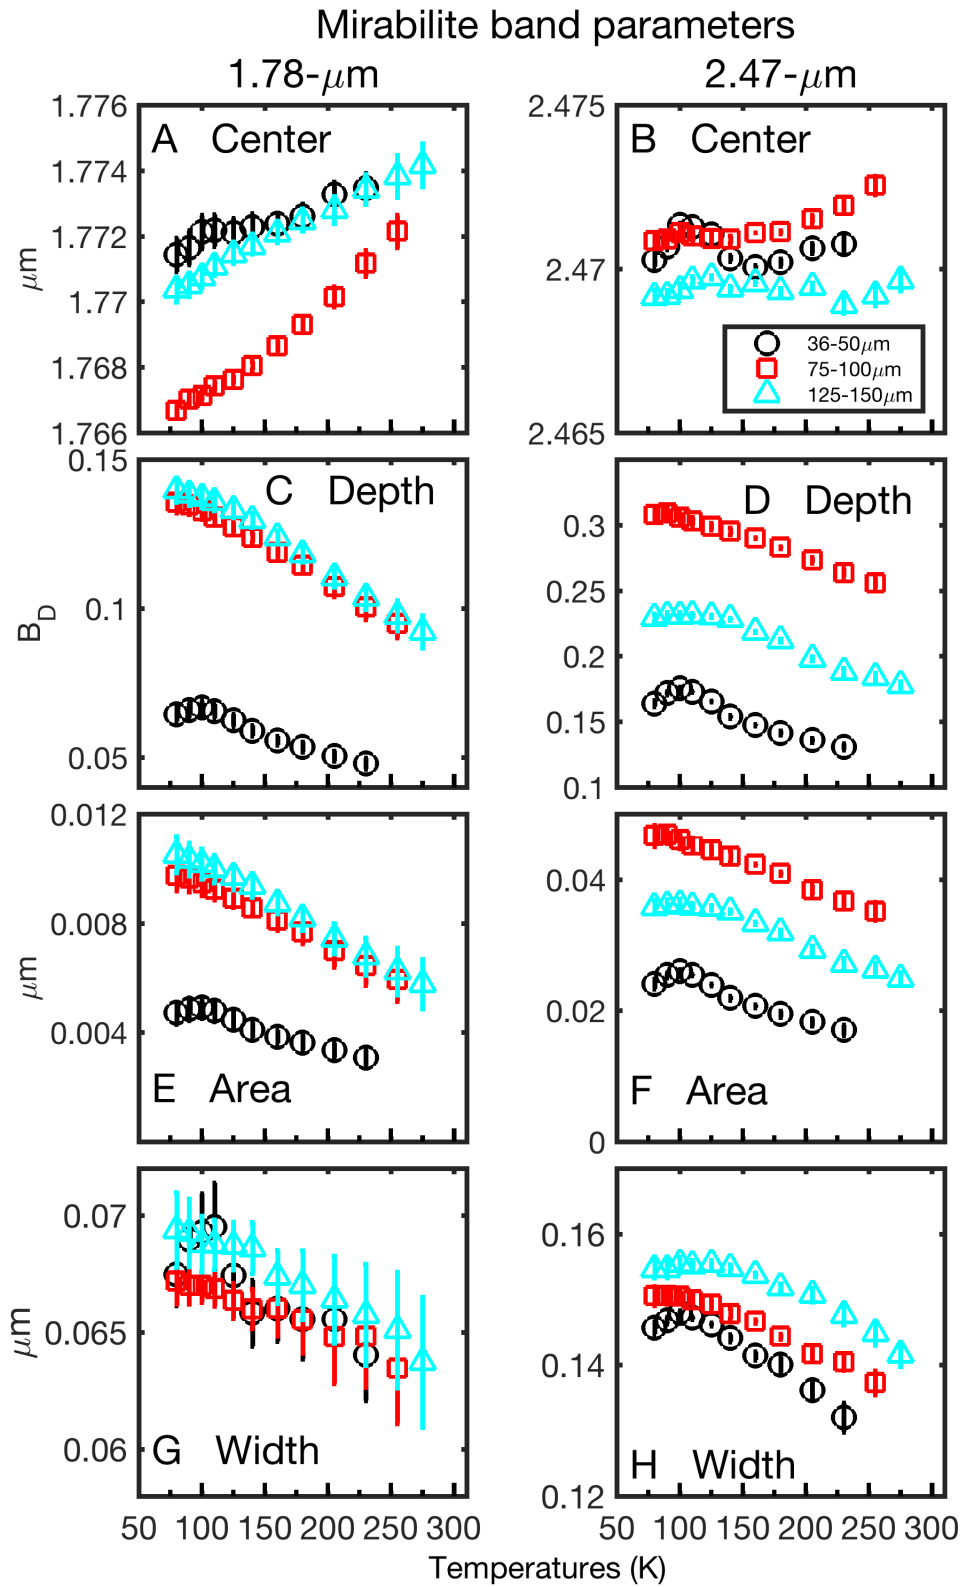 Mirabilite band parameters
1.78-μm 2.47-μm
1.776 2.475
A Center B Center
1.774
1.772
μm
1.77 2.47
1.768
36-50μm
75-100μm
125-150μm
1.766 2.465
0.15
C Depth D Depth
0.3
0.25
B_D
0.1 0.2
0.15
0.05
0.1
0.012
0.04
0.008
μm
0.02
0.004
E Area F Area
0
0.07 0.16
μm
0.065
0.14
0.06
G Width H Width
0.12
50 100 150 200 250 300 50 100 150 200 250 300
Temperatures (K)